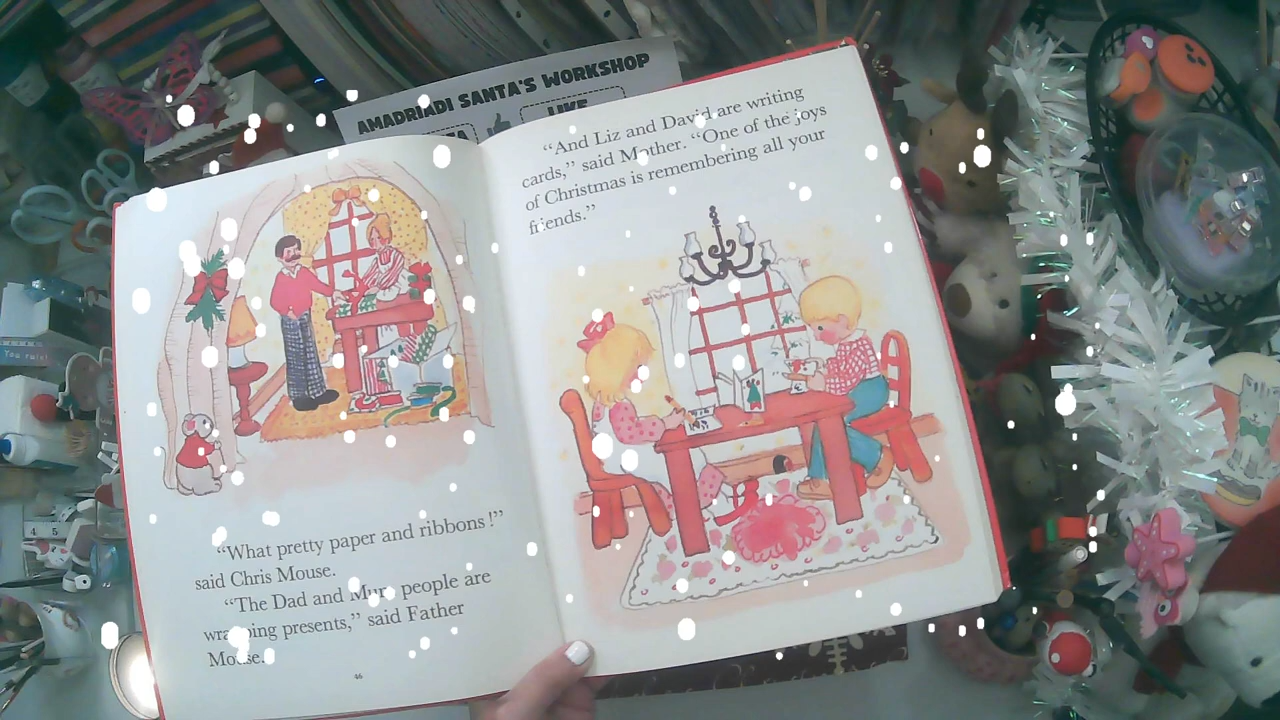 AMADRIADI SANTA'S WORKSHOP
LIKE
"What pretty paper and ribbons!"
said Chris Mouse.
"The Dad and Mum people are
wrapping presents," said Father
Mouse.
46
"And Liz and David are writing
cards," said Mother. "One of the joys
of Christmas is remembering all your
friends."